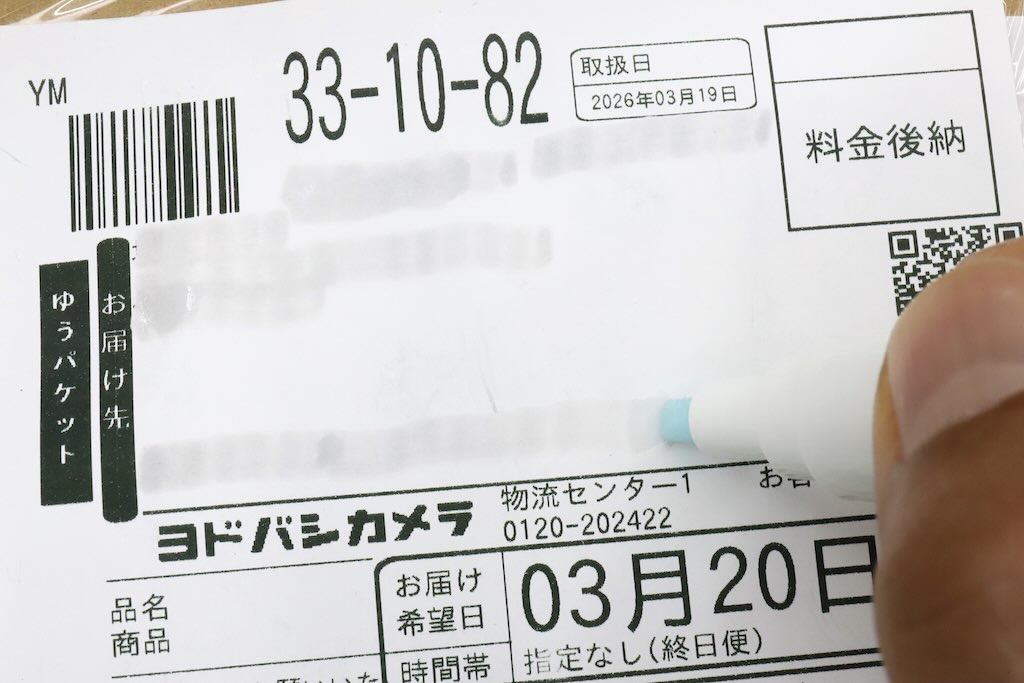 YM
33-10-82
取扱日
2026年03月19日
料金後納
ゆうパケット
お届け先
ヨドバシカメラ
物流センター1
0120-202422
お届け
希望日
03月20日
品名
商品
時間帯
指定なし(終日便)